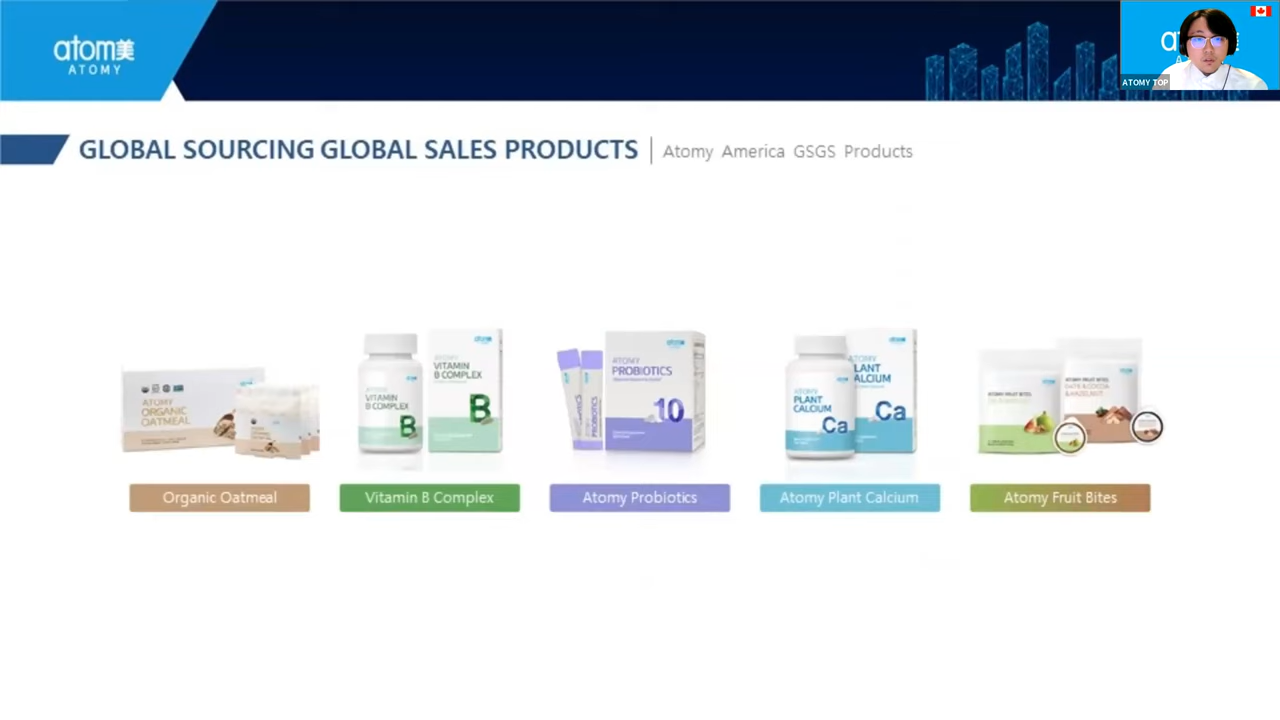 atom美
ATOMY
ATOMY TOP
GLOBAL SOURCING GLOBAL SALES PRODUCTS
Atomy America GSGS Products
ATOMY
ORGANIC
OATMEAL
ATOMY
VITAMIN
B COMPLEX
B
ATOMY
VITAMIN
B COMPLEX
B
PROBIOTICS
ATOMY
PROBIOTICS
10
ATOMY
PLANT
CALCIUM
Ca
ATOMY
PLANT
CALCIUM
Ca
ATOMY FRUIT BITES
ATOMY FRUIT BITES
DATE & COCOA
& HAZELNUT
Organic Oatmeal
Vitamin B Complex
Atomy Probiotics
Atomy Plant Calcium
Atomy Fruit Bites